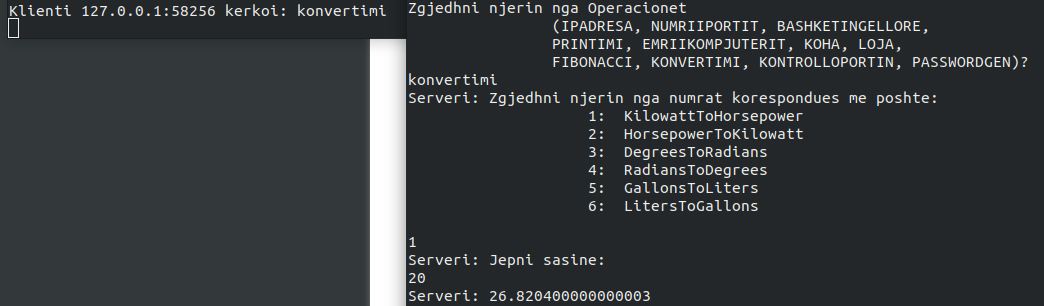 Klienti 127.0.0.1:58256 kerkoi: konvertimi
Zgjedhni njerin nga Operacionet
(IPADRESA, NUMRIIPORTIT, BASHKETINGELLORE,
PRINTIMI, EMRIIKOMPJUTERIT, KOHA, LOJA,
FIBONACCI, KONVERTIMI, KONTROLLOPORTIN, PASSWORDGEN)?
konvertimi
Serveri: Zgjedhni njerin nga numrat korespondues me poshte:
1: KilowattToHorsepower
2: HorsepowerToKilowatt
3: DegreesToRadians
4: RadiansToDegrees
5: GallonsToLiters
6: LitersToGallons
1
Serveri: Jepni sasine:
20
Serveri: 26.820400000000003